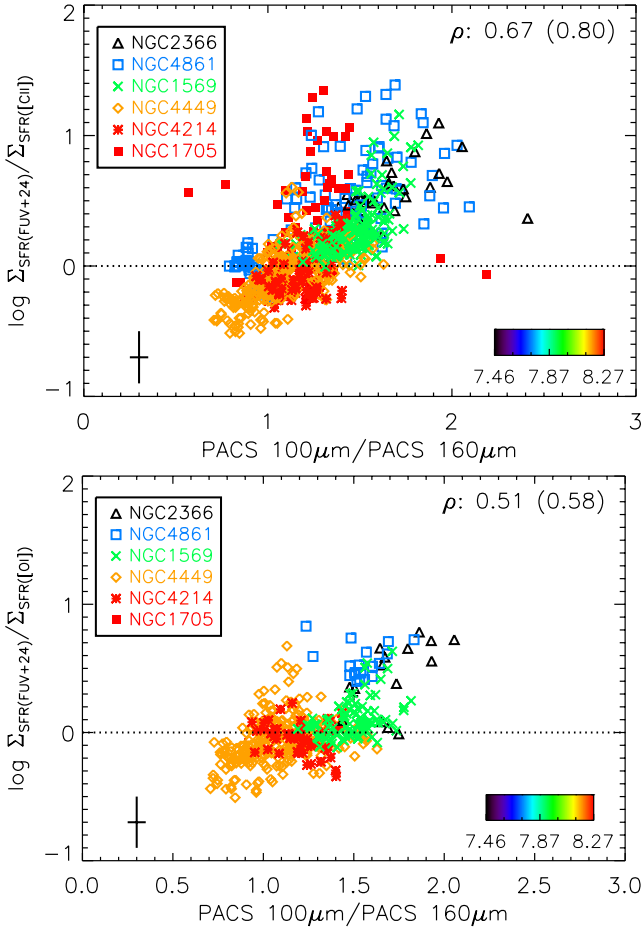 2
ρ: 0.67 (0.80)
NGC2366
NGC4861
NGC1569
NGC4449
NGC4214
NGC1705
1
0
−1
log Σ_SFR(FUV+24)/Σ_SFR([CII])
7.46 7.87 8.27
0 1 2 3
PACS 100μm/PACS 160μm
2
ρ: 0.51 (0.58)
NGC2366
NGC4861
NGC1569
NGC4449
NGC4214
NGC1705
1
0
−1
log Σ_SFR(FUV+24)/Σ_SFR([OI])
7.46 7.87 8.27
0.0 0.5 1.0 1.5 2.0 2.5 3.0
PACS 100μm/PACS 160μm